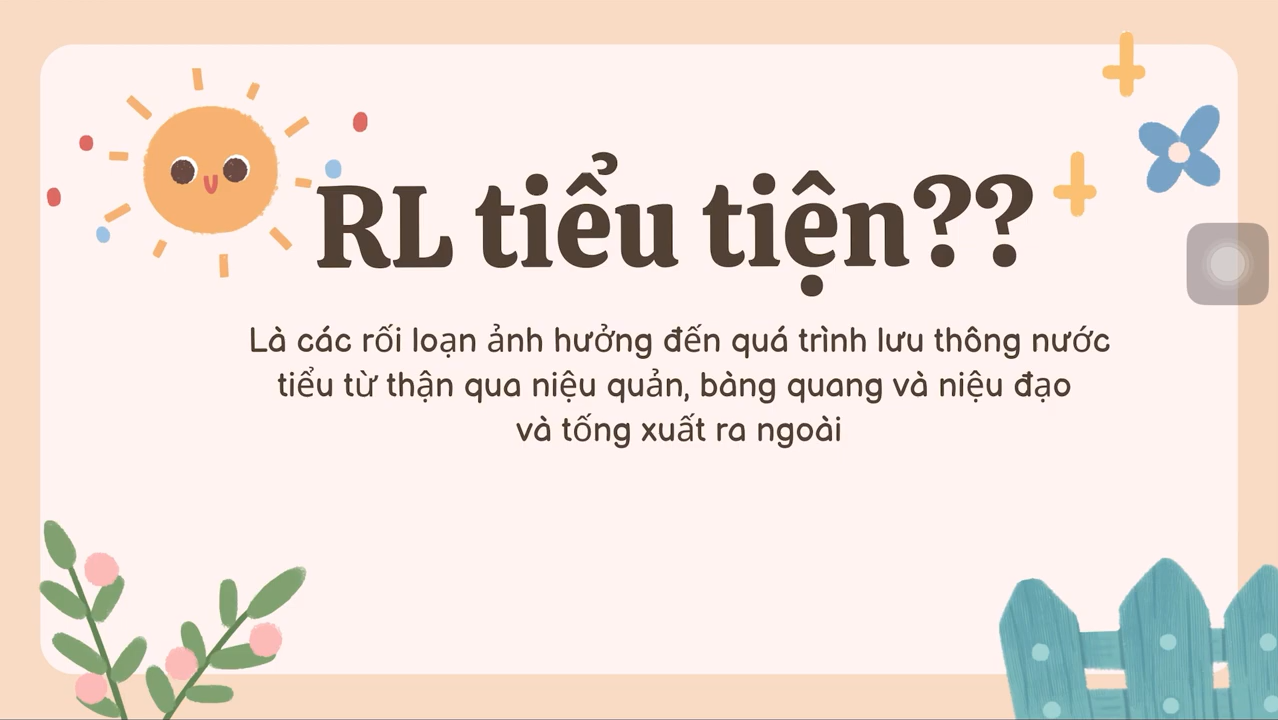 RL tiểu tiện??
Là các rối loạn ảnh hưởng đến quá trình lưu thông nước
tiểu từ thận qua niệu quản, bàng quang và niệu đạo
và tống xuất ra ngoài